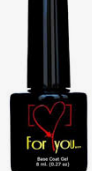 For you...
Base Coat Gel
8 ml. (0.27 oz)